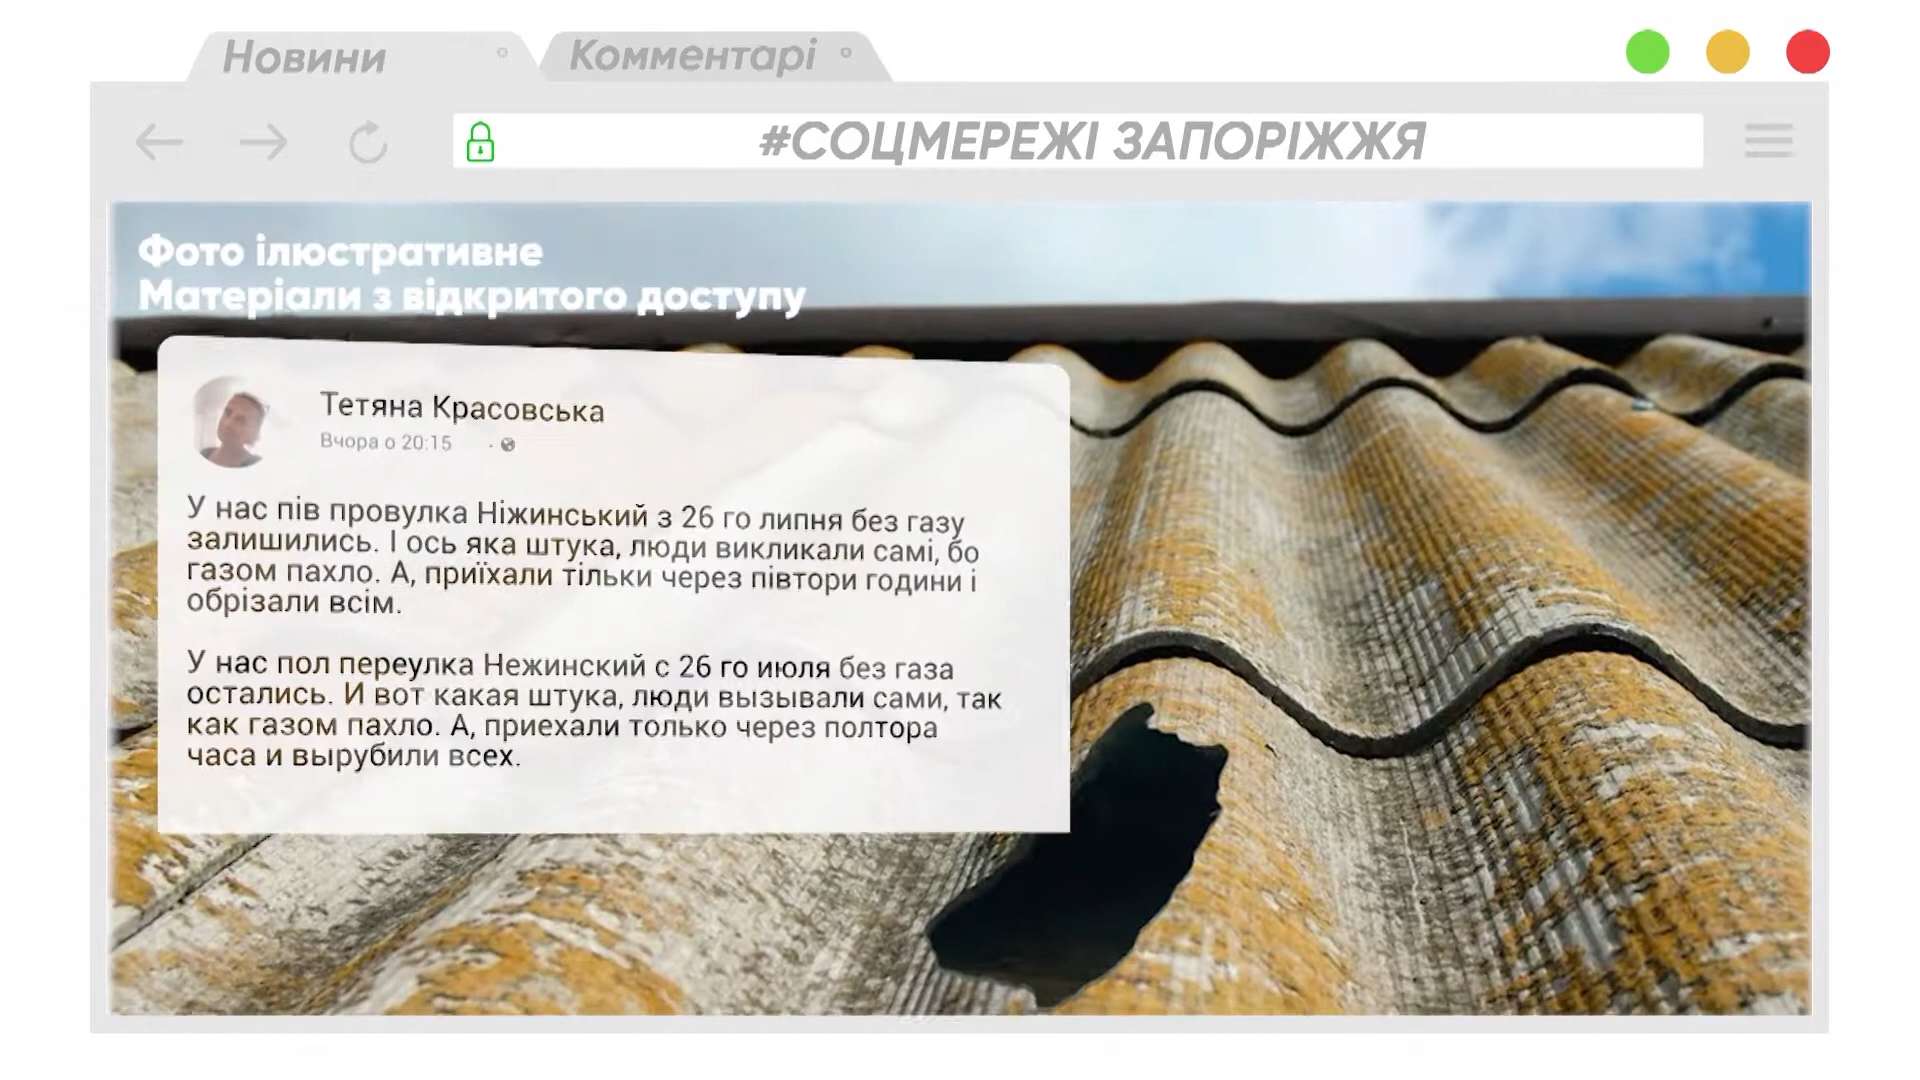 Новини
Комментарі
#СОЦМЕРЕЖІ ЗАПОРІЖЖЯ
Фото ілюстративне
Матеріали з відкритого доступу
Тетяна Красовська
Вчора о 20:15
У нас пів провулка Ніжинський з 26 го липня без газу
залишились. І ось яка штука, люди викликали самі, бо
газом пахло. А, приїхали тільки через півтори години і
обрізали всім.
У нас пол переулка Нежинский с 26 го июля без газа
остались. И вот какая штука, люди вызывали сами, так
как газом пахло. А, приехали только через полтора
часа и вырубили всех.